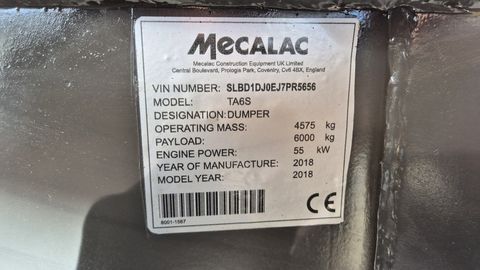 MECALAC
Mecalac Construction Equipment UK Limited
Central Boulevard, Prologis Park, Coventry, Cv6 4BX, England
VIN NUMBER: SLBD1DJ0EJ7PR5656
MODEL: TA6S
DESIGNATION: DUMPER
OPERATING MASS: 4575 kg
PAYLOAD: 6000 kg
ENGINE POWER: 55 kW
YEAR OF MANUFACTURE: 2018
MODEL YEAR: 2018
CE
6001-1567